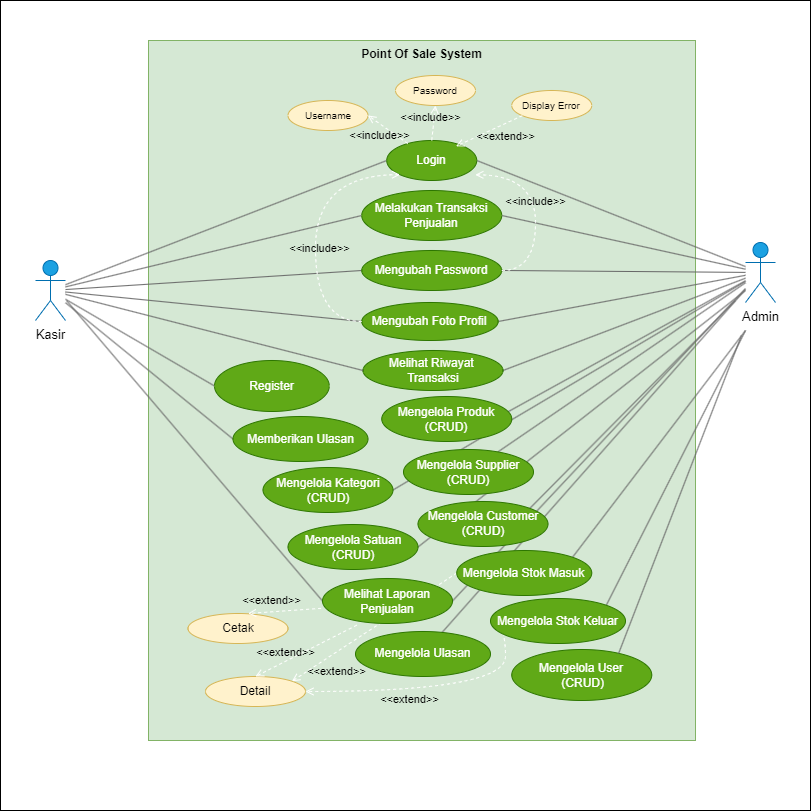 Point Of Sale System
Password
Username
Display Error
<<include>>
<<include>>
<<extend>>
Login
Melakukan Transaksi
Penjualan
<<include>>
<<include>>
Mengubah Password
Kasir
Admin
Mengubah Foto Profil
Melihat Riwayat
Transaksi
Register
Mengelola Produk
(CRUD)
Memberikan Ulasan
Mengelola Supplier
(CRUD)
Mengelola Kategori
(CRUD)
Mengelola Customer
(CRUD)
Mengelola Satuan
(CRUD)
Mengelola Stok Masuk
Melihat Laporan
Penjualan
<<extend>>
Mengelola Stok Keluar
Cetak
<<extend>>
Mengelola Ulasan
<<extend>>
Mengelola User
(CRUD)
Detail
<<extend>>